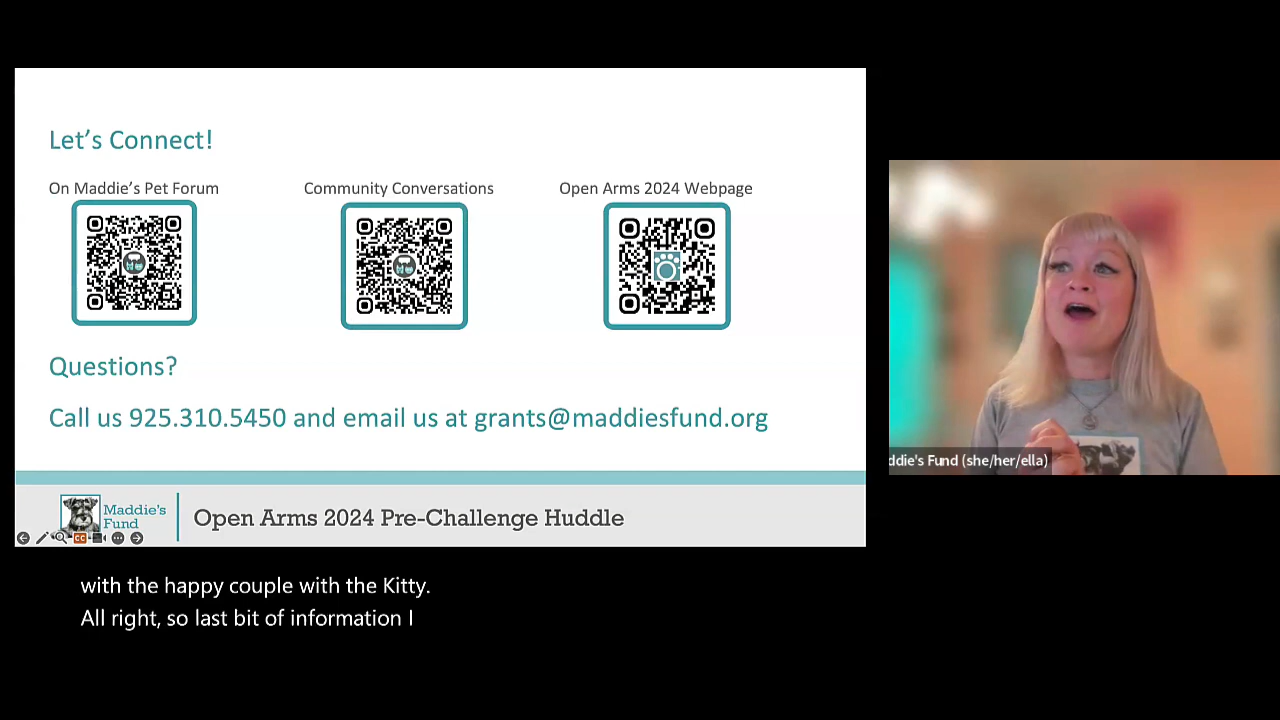 Let's Connect!
On Maddie's Pet Forum
Community Conversations
Open Arms 2024 Webpage
Questions?
Call us 925.310.5450 and email us at grants@maddiesfund.org
Maddie's
Fund
Open Arms 2024 Pre-Challenge Huddle
ddie's Fund (she/her/ella)
with the happy couple with the Kitty.
All right, so last bit of information I